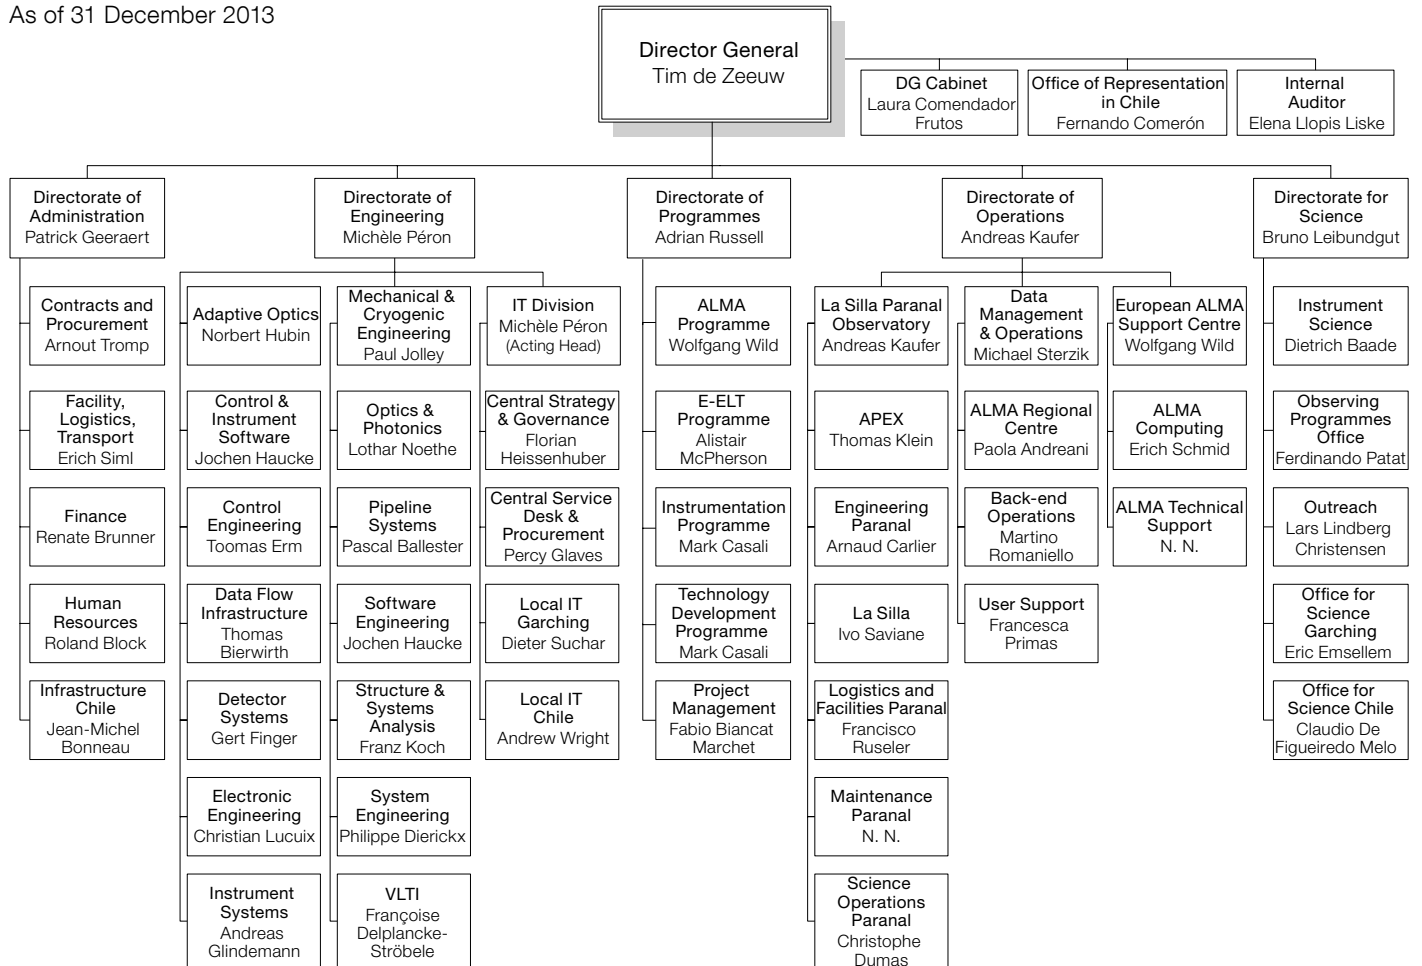 As of 31 December 2013
Director General
Tim de Zeeuw
DG Cabinet
Laura Comendador
Frutos
Office of Representation
in Chile
Fernando Comerón
Internal
Auditor
Elena Llopis Liske
Directorate of
Administration
Patrick Geeraert
Directorate of
Engineering
Michèle Péron
Directorate of
Programmes
Adrian Russell
Directorate of
Operations
Andreas Kaufer
Directorate for
Science
Bruno Leibundgut
Contracts and
Procurement
Arnout Tromp
Facility,
Logistics,
Transport
Erich Siml
Finance
Renate Brunner
Human
Resources
Roland Block
Infrastructure
Chile
Jean-Michel
Bonneau
Adaptive Optics
Norbert Hubin
Control &
Instrument
Software
Jochen Haucke
Control
Engineering
Toomas Erm
Data Flow
Infrastructure
Thomas
Bierwirth
Detector
Systems
Gert Finger
Electronic
Engineering
Christian Lucuix
Instrument
Systems
Andreas
Glindemann
Mechanical &
Cryogenic
Engineering
Paul Jolley
Optics &
Photonics
Lothar Noethe
Pipeline
Systems
Pascal Ballester
Software
Engineering
Jochen Haucke
Structure &
Systems
Analysis
Franz Koch
System
Engineering
Philippe Dierickx
VLTI
Françoise
Delplancke-
Ströbele
IT Division
Michèle Péron
(Acting Head)
Central Strategy
& Governance
Florian
Heissenhuber
Central Service
Desk &
Procurement
Percy Glaves
Local IT
Garching
Dieter Suchar
Local IT
Chile
Andrew Wright
ALMA
Programme
Wolfgang Wild
E-ELT
Programme
Alistair
McPherson
Instrumentation
Programme
Mark Casali
Technology
Development
Programme
Mark Casali
Project
Management
Fabio Biancat
Marchet
La Silla Paranal
Observatory
Andreas Kaufer
APEX
Thomas Klein
Engineering
Paranal
Arnaud Carlier
La Silla
Ivo Saviane
Logistics and
Facilities Paranal
Francisco
Ruseler
Maintenance
Paranal
N. N.
Science
Operations
Paranal
Christophe
Dumas
Data
Management
& Operations
Michael Sterzik
ALMA Regional
Centre
Paola Andreani
Back-end
Operations
Martino
Romaniello
User Support
Francesca
Primas
European ALMA
Support Centre
Wolfgang Wild
ALMA
Computing
Erich Schmid
ALMA Technical
Support
N. N.
Instrument
Science
Dietrich Baade
Observing
Programmes
Office
Ferdinando Patat
Outreach
Lars Lindberg
Christensen
Office for
Science
Garching
Eric Emsellem
Office for
Science Chile
Claudio De
Figueiredo Melo